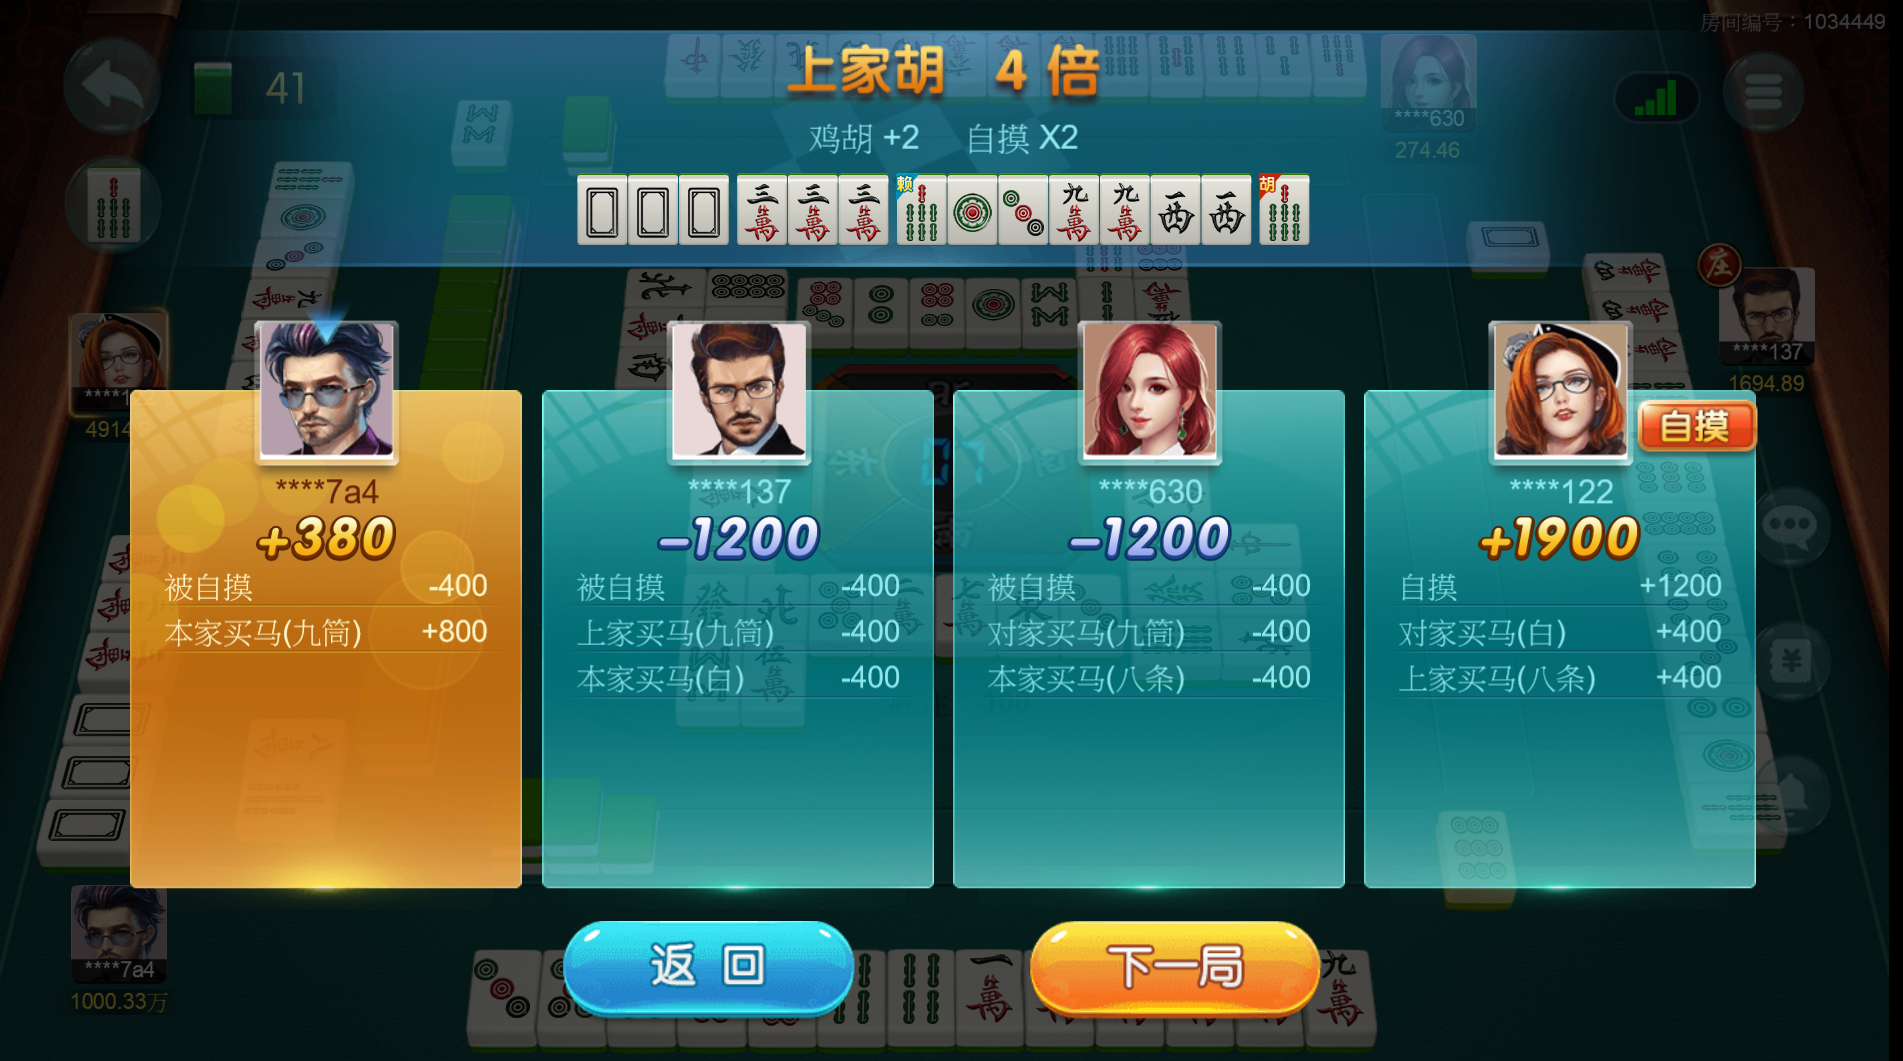 房间编号：1034449
上家胡 4 倍
41
****630
274.46
鸡胡 +2 自摸 X2
三萬 三萬 三萬 赖 九萬 九萬 西 西 胡
庄
****137
1694.89
自摸
****7a4
****137
****630
****122
+380
-1200
-1200
+1900
被自摸 -400
本家买马(九筒) +800
被自摸 -400
上家买马(九筒) -400
本家买马(白) -400
被自摸 -400
对家买马(九筒) -400
本家买马(八条) -400
自摸 +1200
对家买马(白) +400
上家买马(八条) +400
07
南
****7a4
1000.33万
返 回
下一局
一萬
九萬